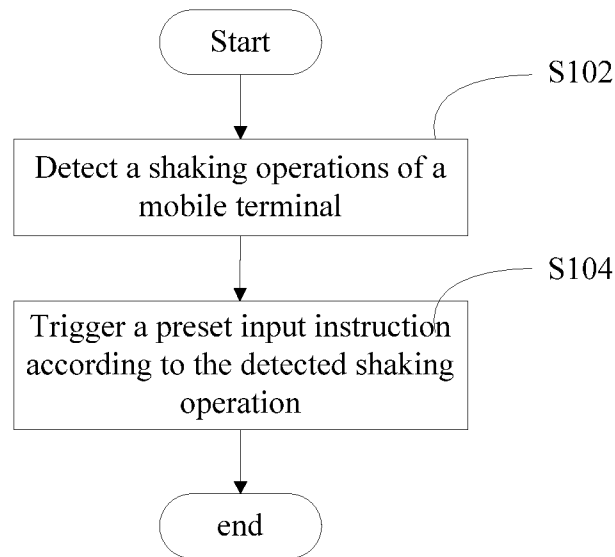 Start
S102
Detect a shaking operations of a
mobile terminal
S104
Trigger a preset input instruction
according to the detected shaking
operation
end